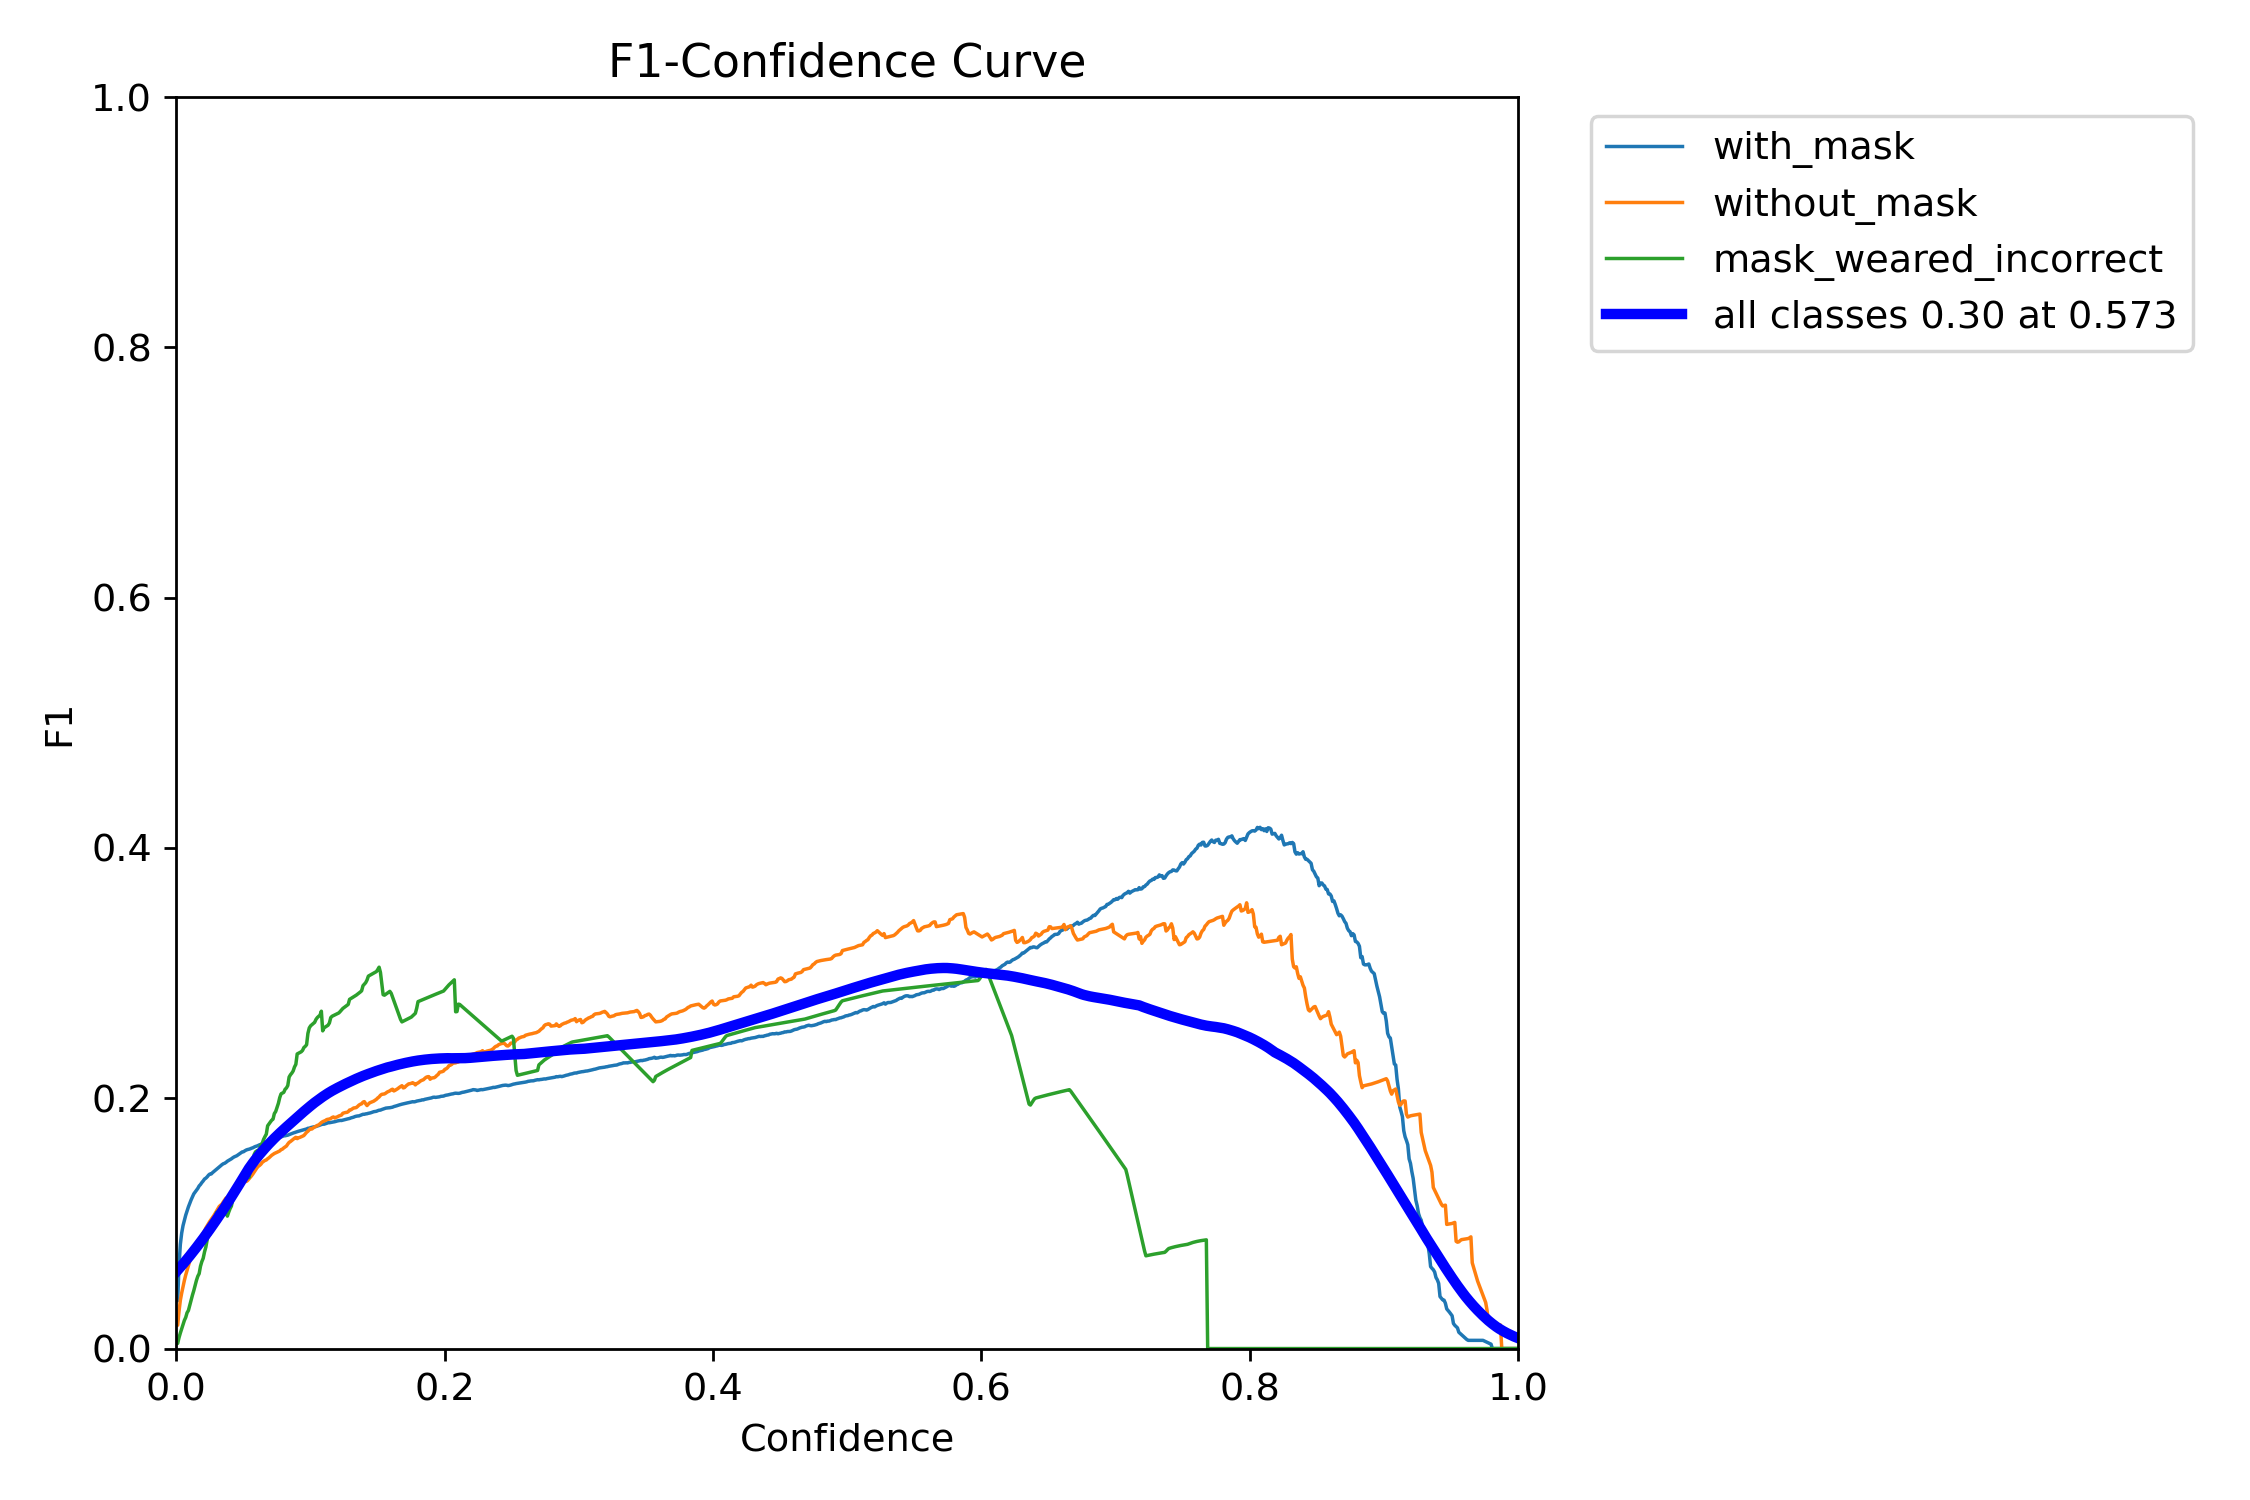 F1-Confidence Curve
1.0
0.8
0.6
0.4
0.2
0.0
F1
0.0 0.2 0.4 0.6 0.8 1.0
Confidence
with_mask
without_mask
mask_weared_incorrect
all classes 0.30 at 0.573